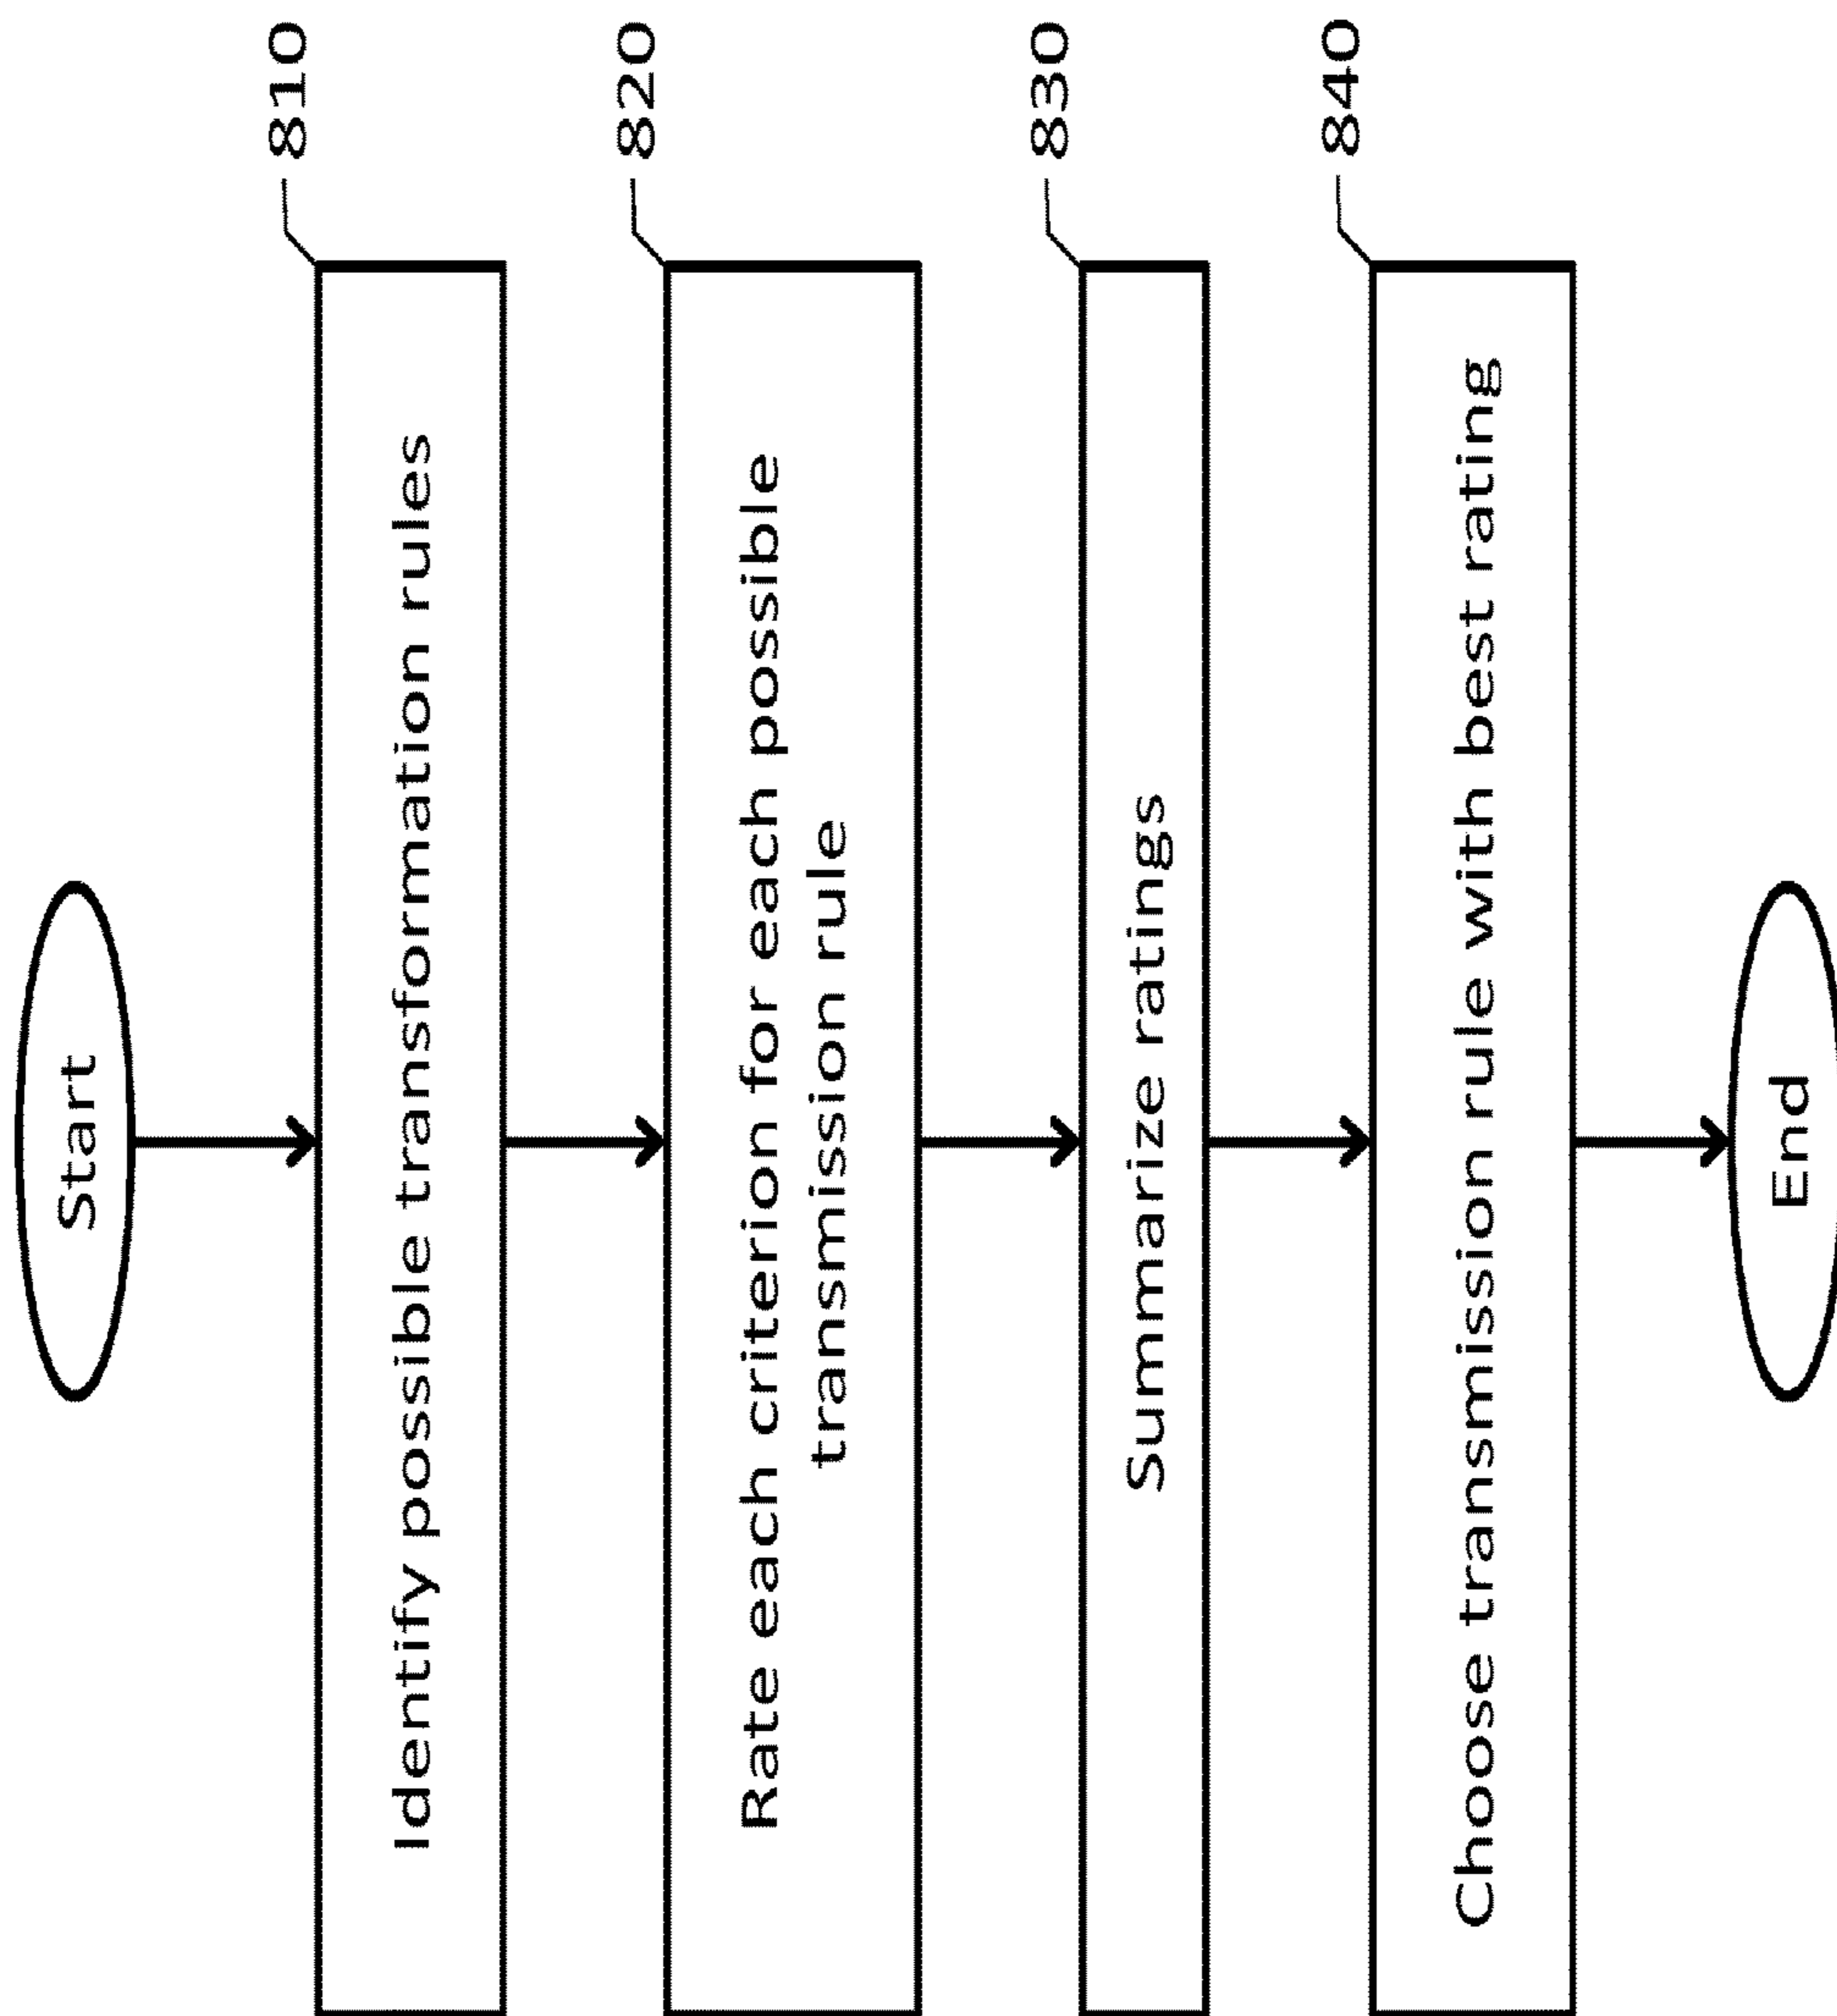 Start
810
Identify possible transformation rules
820
Rate each criterion for each possible
transmission rule
830
Summarize ratings
840
Choose transmission rule with best rating
End